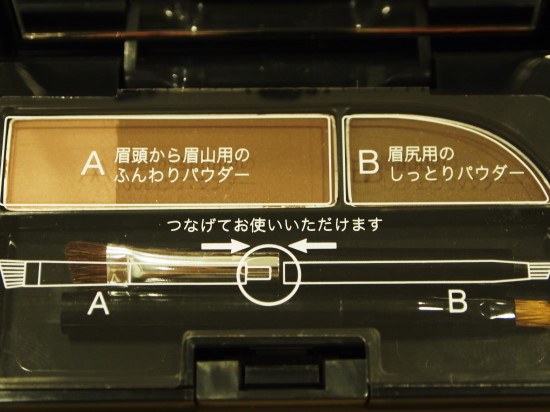 A
眉頭から眉山用の
ふんわりパウダー
B
眉尻用の
しっとりパウダー
つなげてお使いいただけます
A
B